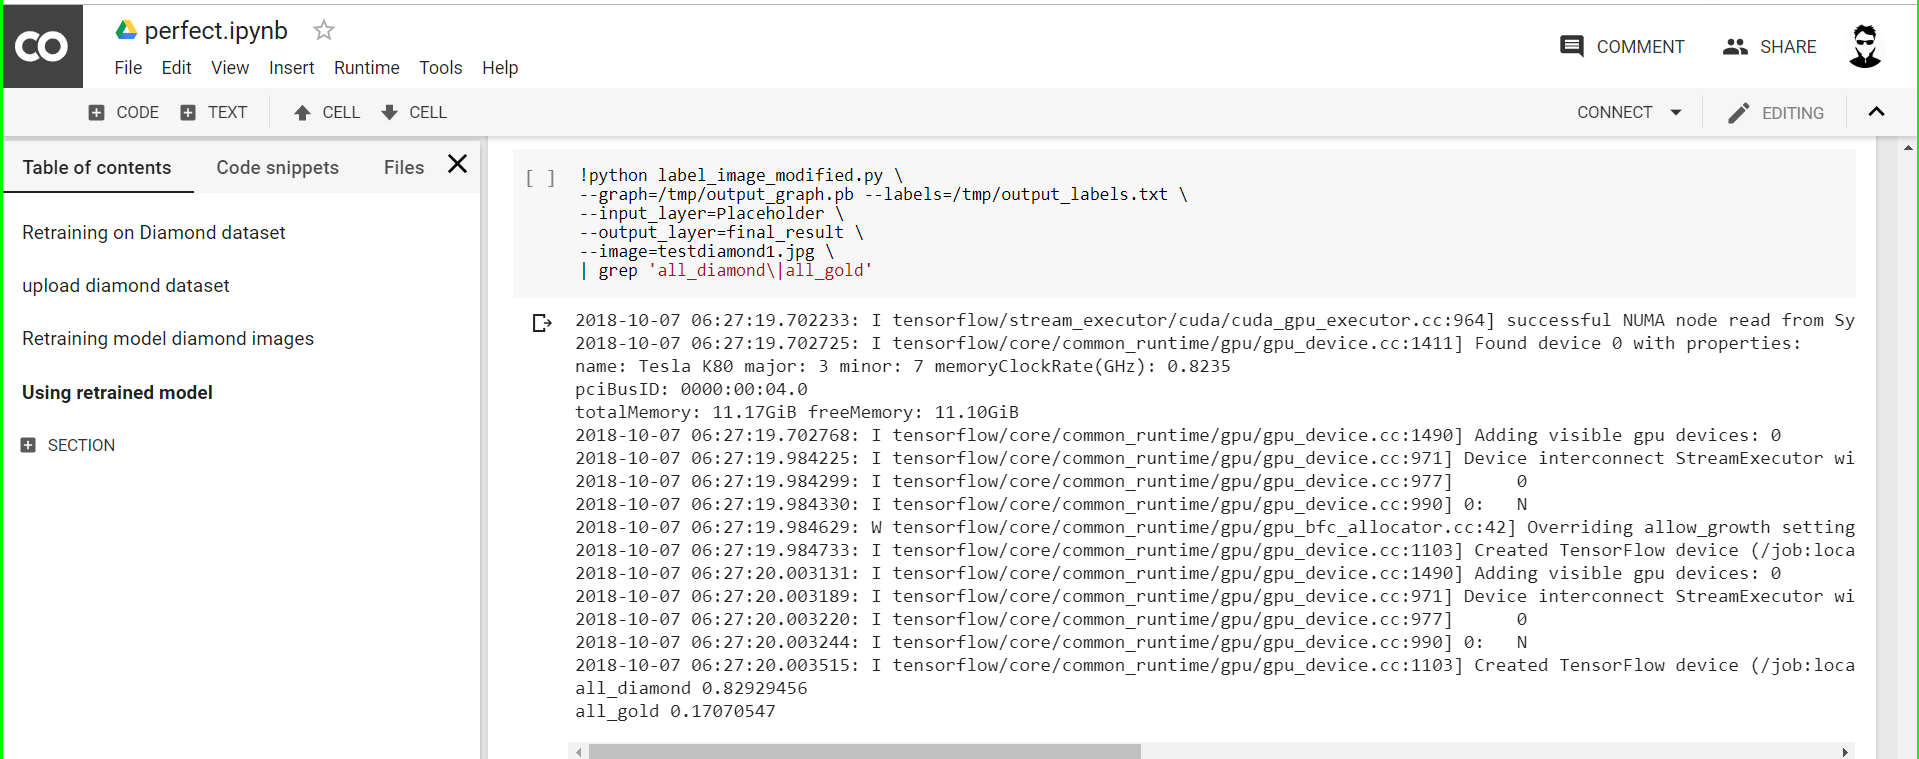 CO
perfect.ipynb
File Edit View Insert Runtime Tools Help
COMMENT SHARE
CODE TEXT CELL CELL
CONNECT EDITING
Table of contents Code snippets Files
Retraining on Diamond dataset
upload diamond dataset
Retraining model diamond images
Using retrained model
SECTION
[ ] !python label_image_modified.py \
--graph=/tmp/output_graph.pb --labels=/tmp/output_labels.txt \
--input_layer=Placeholder \
--output_layer=final_result \
--image=testdiamond1.jpg \
| grep 'all_diamond\|all_gold'
2018-10-07 06:27:19.702233: I tensorflow/stream_executor/cuda/cuda_gpu_executor.cc:964] successful NUMA node read from Sy
2018-10-07 06:27:19.702725: I tensorflow/core/common_runtime/gpu/gpu_device.cc:1411] Found device 0 with properties:
name: Tesla K80 major: 3 minor: 7 memoryClockRate(GHz): 0.8235
pciBusID: 0000:00:04.0
totalMemory: 11.17GiB freeMemory: 11.10GiB
2018-10-07 06:27:19.702768: I tensorflow/core/common_runtime/gpu/gpu_device.cc:1490] Adding visible gpu devices: 0
2018-10-07 06:27:19.984225: I tensorflow/core/common_runtime/gpu/gpu_device.cc:971] Device interconnect StreamExecutor wi
2018-10-07 06:27:19.984299: I tensorflow/core/common_runtime/gpu/gpu_device.cc:977]      0
2018-10-07 06:27:19.984330: I tensorflow/core/common_runtime/gpu/gpu_device.cc:990] 0:   N
2018-10-07 06:27:19.984629: W tensorflow/core/common_runtime/gpu/gpu_bfc_allocator.cc:42] Overriding allow_growth setting
2018-10-07 06:27:19.984733: I tensorflow/core/common_runtime/gpu/gpu_device.cc:1103] Created TensorFlow device (/job:loca
2018-10-07 06:27:20.003131: I tensorflow/core/common_runtime/gpu/gpu_device.cc:1490] Adding visible gpu devices: 0
2018-10-07 06:27:20.003189: I tensorflow/core/common_runtime/gpu/gpu_device.cc:971] Device interconnect StreamExecutor wi
2018-10-07 06:27:20.003220: I tensorflow/core/common_runtime/gpu/gpu_device.cc:977]      0
2018-10-07 06:27:20.003244: I tensorflow/core/common_runtime/gpu/gpu_device.cc:990] 0:   N
2018-10-07 06:27:20.003515: I tensorflow/core/common_runtime/gpu/gpu_device.cc:1103] Created TensorFlow device (/job:loca
all_diamond 0.82929456
all_gold 0.17070547